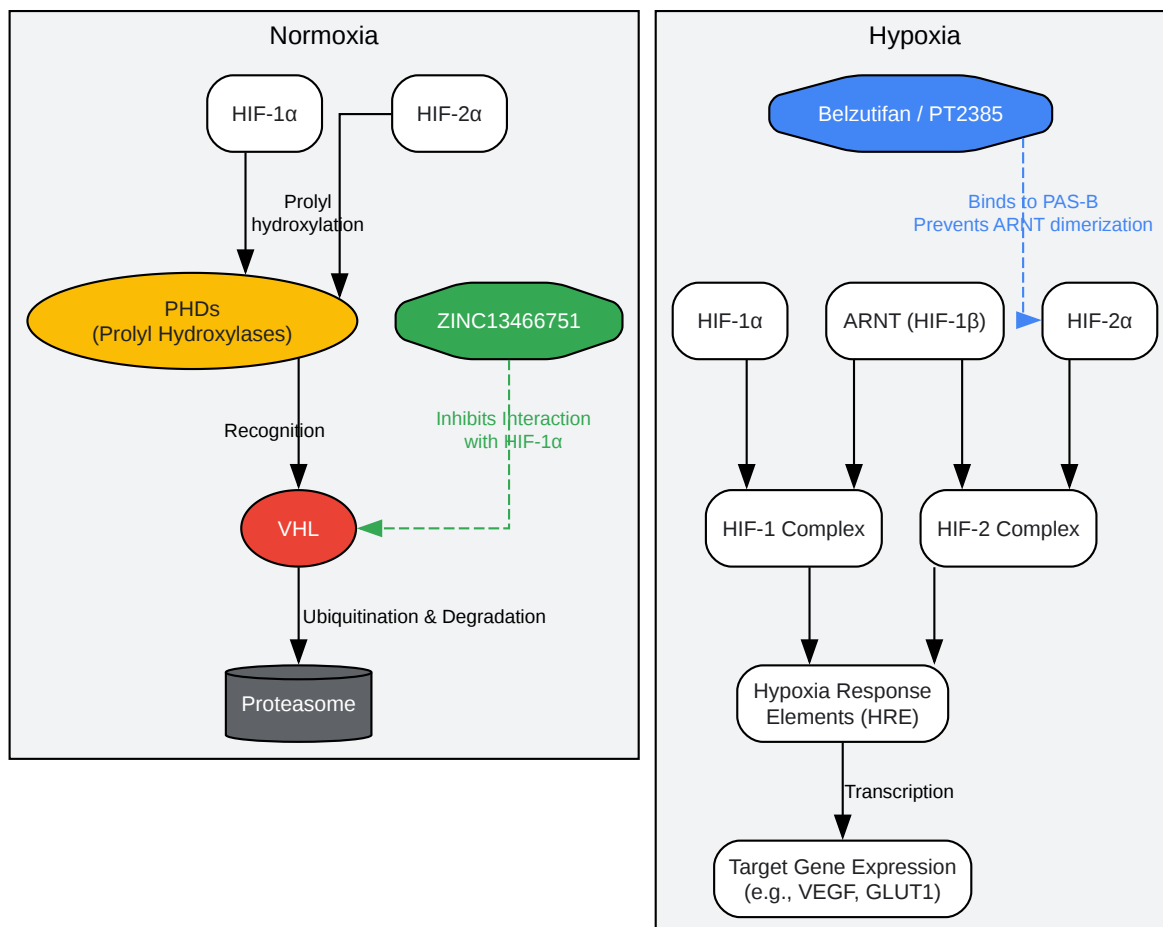 Normoxia
HIF-1α
HIF-2α
Prolyl
hydroxylation
PHDs
(Prolyl Hydroxylases)
ZINC13466751
Inhibits Interaction
with HIF-1α
Recognition
VHL
Ubiquitination & Degradation
Proteasome
Hypoxia
Belzutifan / PT2385
Binds to PAS-B
Prevents ARNT dimerization
HIF-1α
ARNT (HIF-1β)
HIF-2α
HIF-1 Complex
HIF-2 Complex
Hypoxia Response
Elements (HRE)
Transcription
Target Gene Expression
(e.g., VEGF, GLUT1)